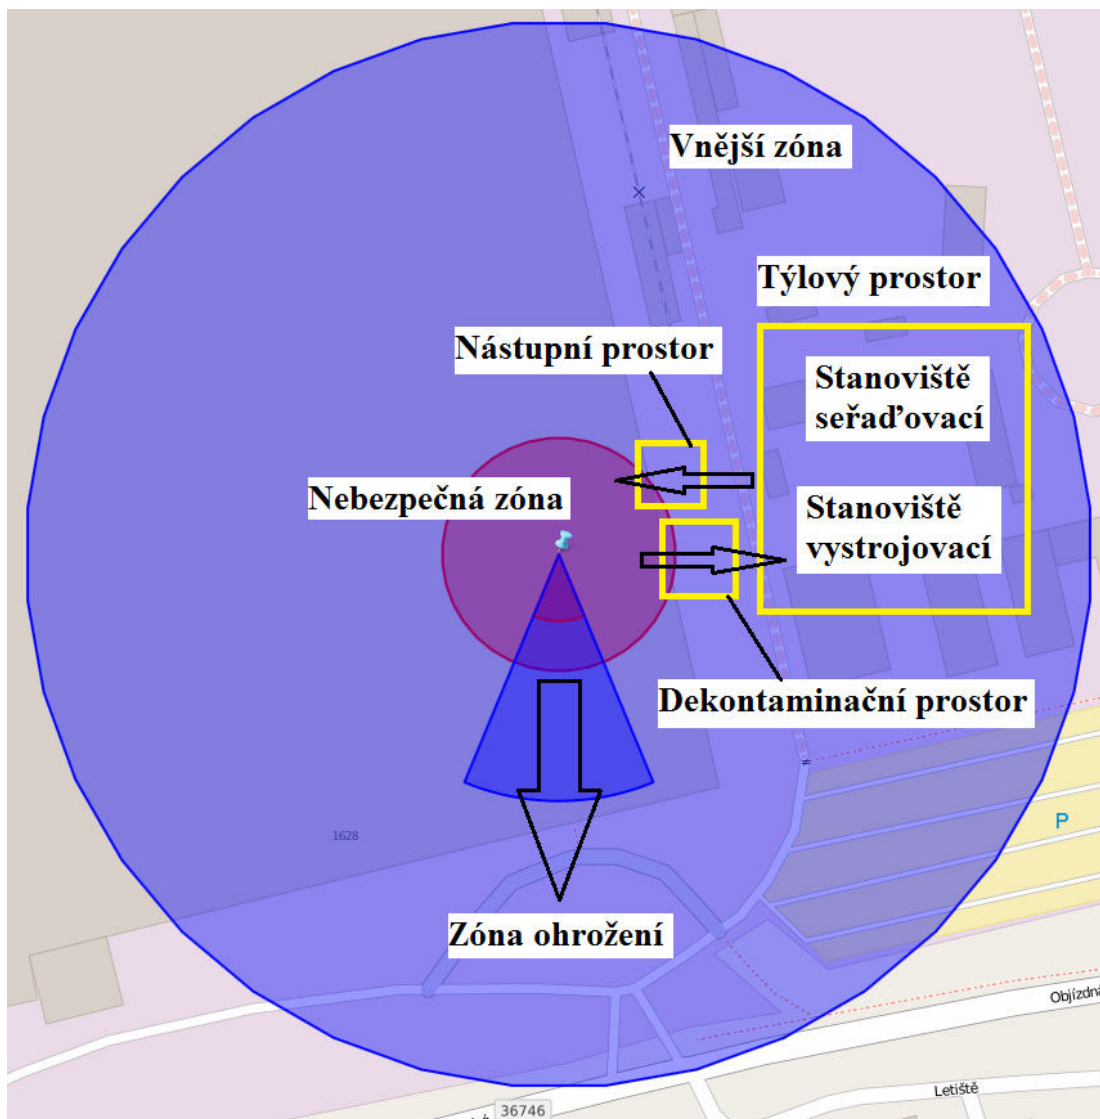 Vnější zóna
Týlový prostor
Nástupní prostor
Stanoviště
seřaďovací
Nebezpečná zóna
Stanoviště
vystrojovací
Dekontaminační prostor
P
1628
Zóna ohrožení
Objízdná
Letiště
36746